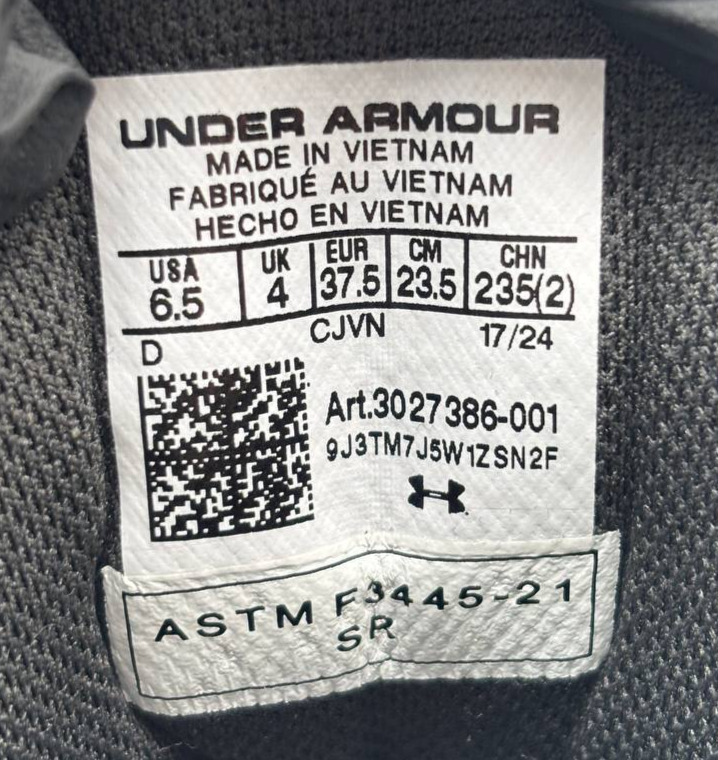 UNDER ARMOUR
MADE IN VIETNAM
FABRIQUÉ AU VIETNAM
HECHO EN VIETNAM
USA UK EUR CM CHN
6.5 4 37.5 23.5 235(2)
D CJVN 17/24
Art.3027386-001
9J3TM7J5W1ZSN2F
ASTM F3445-21
SR